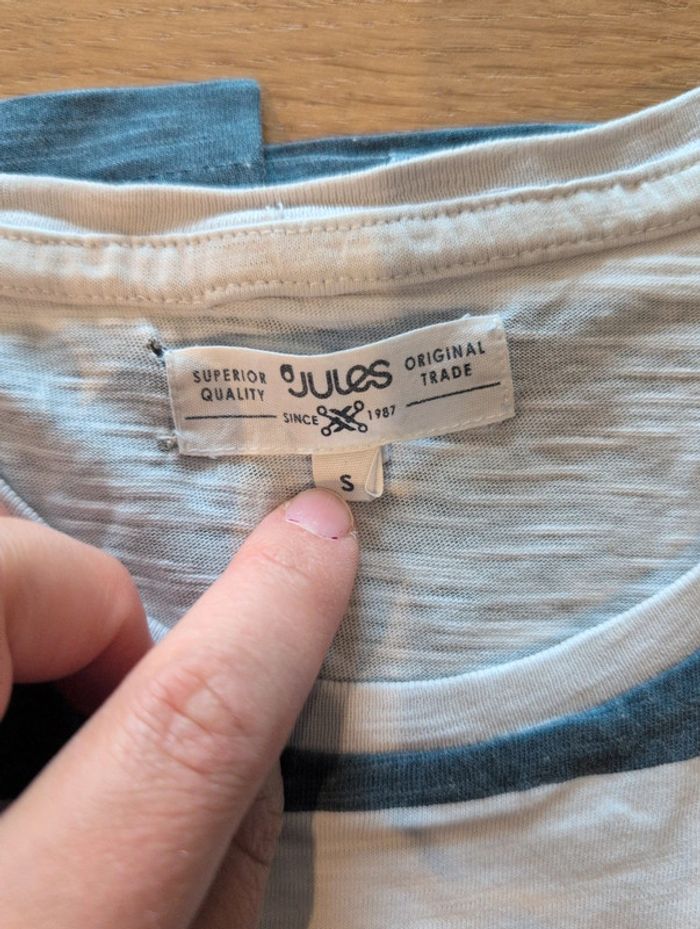 SUPERIOR QUALITY
JULES
ORIGINAL TRADE
SINCE 1987
S